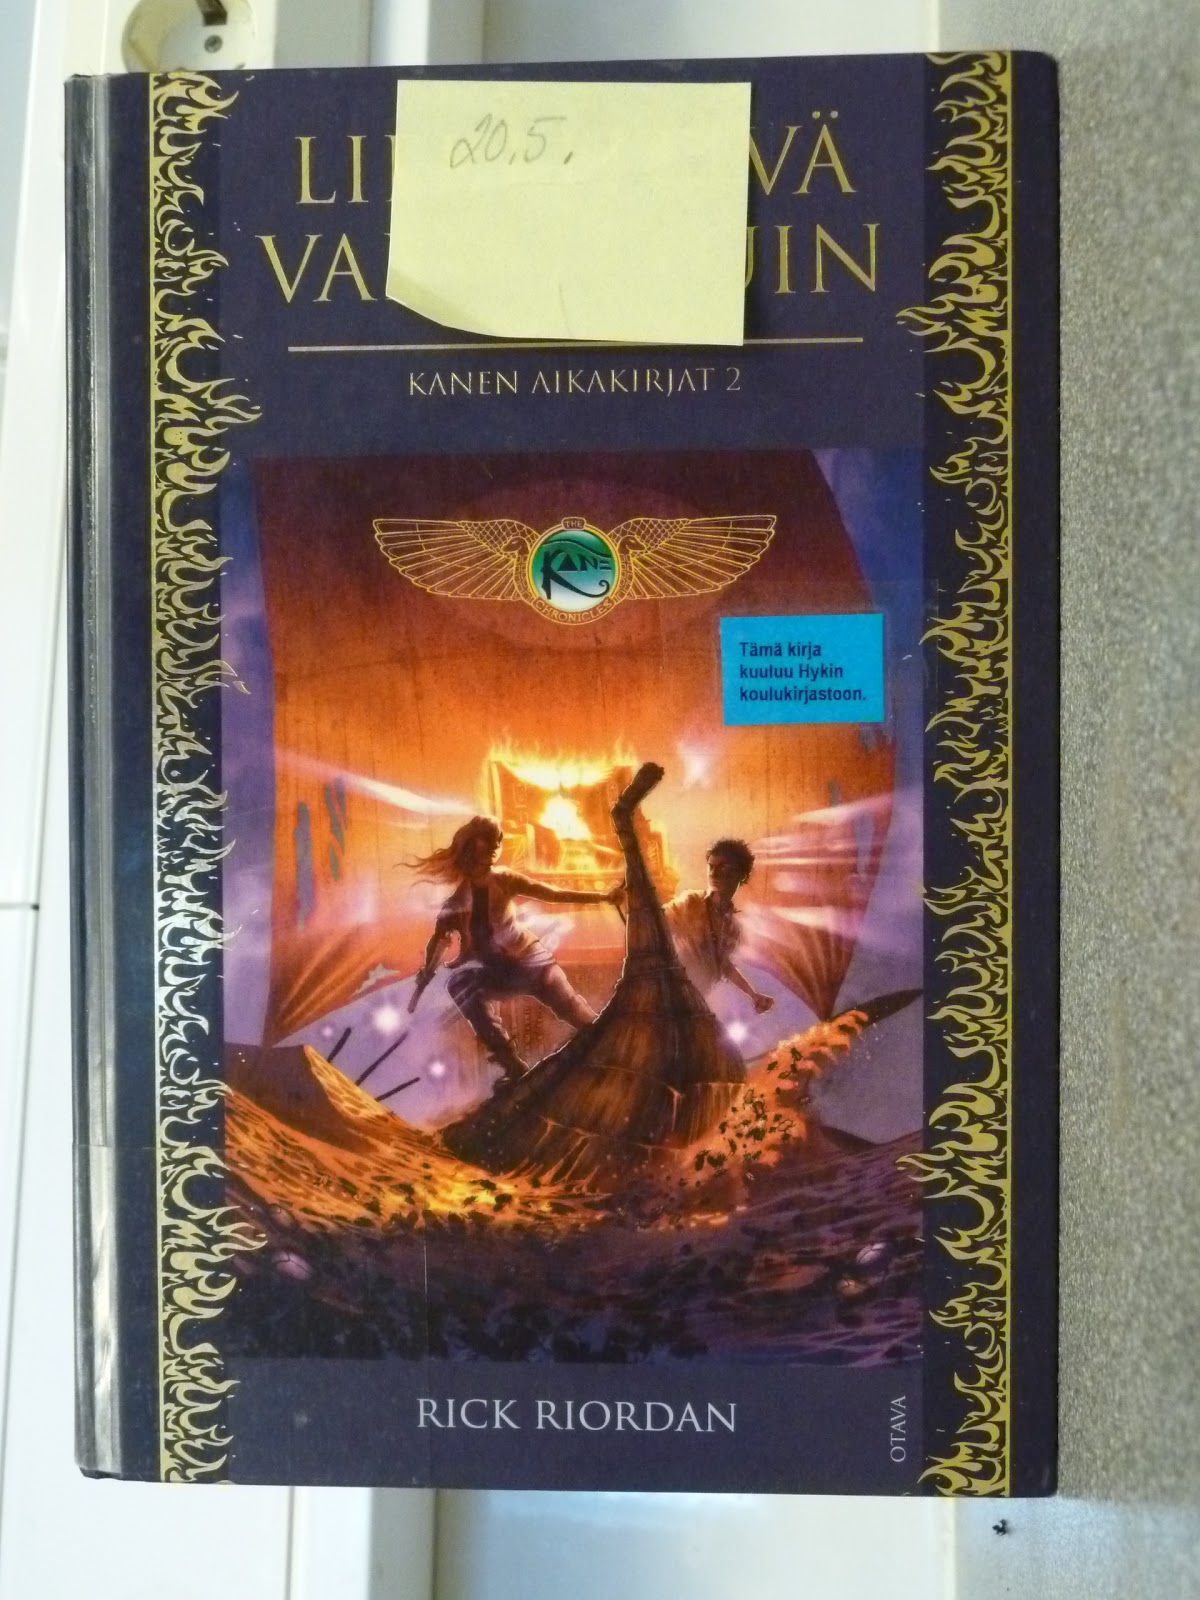 20.5.
KANEN AIKAKIRJAT 2
THE
KANE
CHRONICLES
Tämä kirja
kuuluu Hykin
koulukirjastoon.
RICK RIORDAN
OTAVA